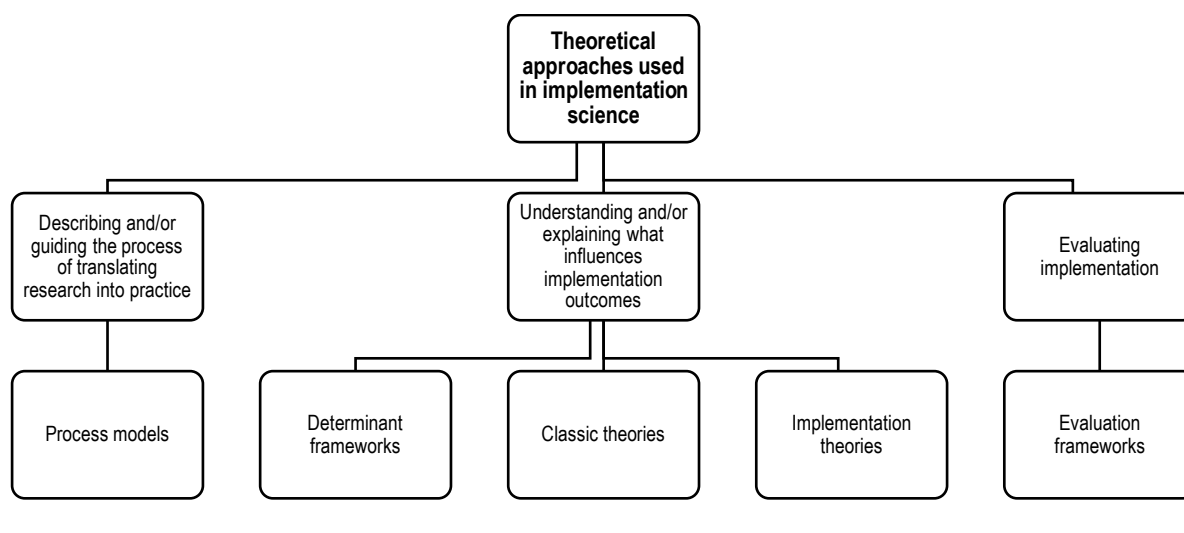 Theoretical
approaches used
in implementation
science
Describing and/or
guiding the process
of translating
research into practice
Understanding and/or
explaining what
influences
implementation
outcomes
Evaluating
implementation
Process models
Determinant
frameworks
Classic theories
Implementation
theories
Evaluation
frameworks